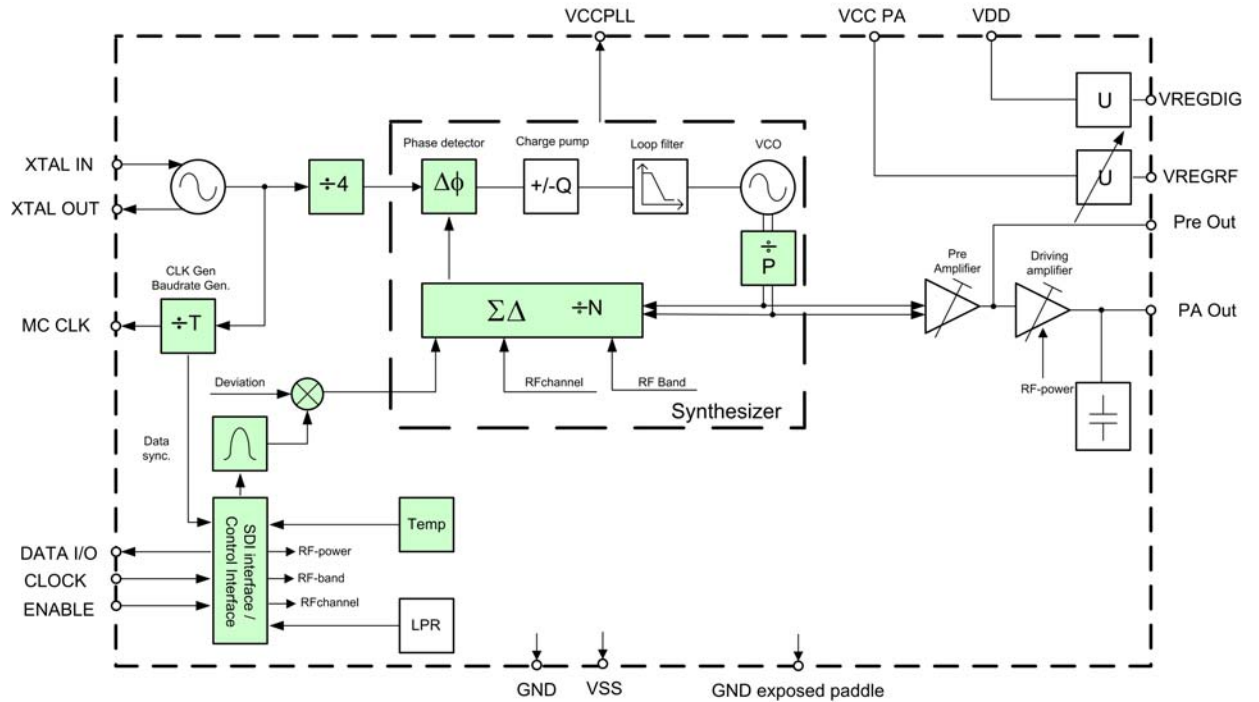 VCCPLL
VCC PA
VDD
VREGDIG
U
VREGRF
U
XTAL IN
XTAL OUT
÷4
Phase detector
Δϕ
Charge pump
+/-Q
Loop filter
VCO
÷
P
Pre Out
Pre
Amplifier
Driving
amplifier
PA Out
RF-power
CLK Gen
Baudrate Gen.
÷T
MC CLK
ΣΔ ÷N
Deviation
RFchannel
RF Band
Synthesizer
Data
sync.
SDI interface /
Control Interface
Temp
DATA I/O
CLOCK
ENABLE
RF-power
RF-band
RFchannel
LPR
GND
VSS
GND exposed paddle